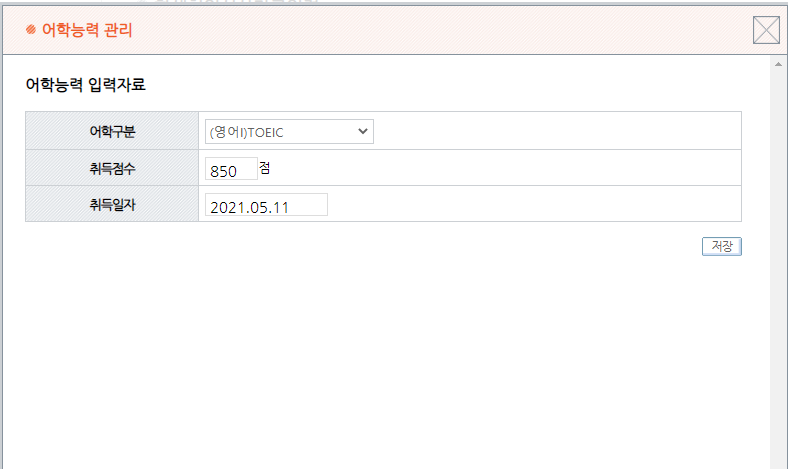 어학능력 관리
어학능력 입력자료
어학구분 (영어I)TOEIC
취득점수 850 점
취득일자 2021.05.11
저장